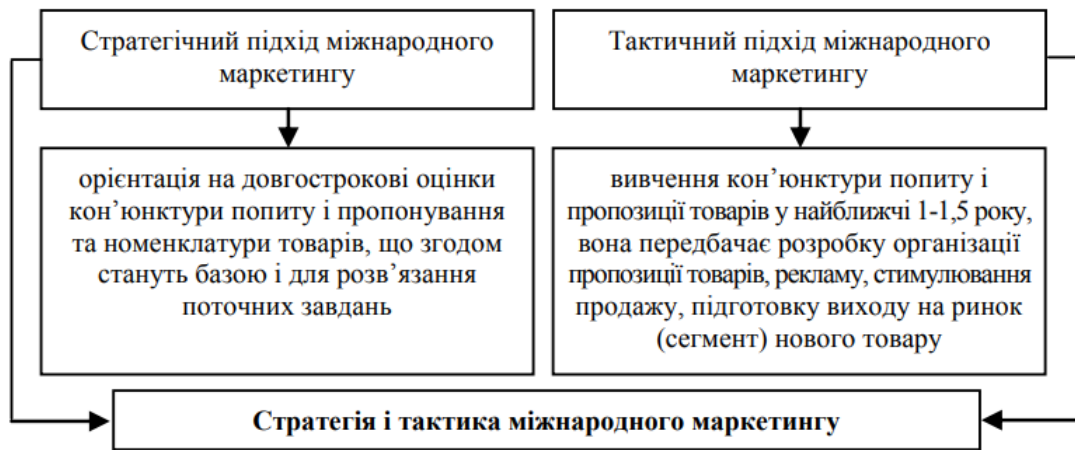 Стратегічний підхід міжнародного
маркетингу
Тактичний підхід міжнародного
маркетингу
орієнтація на довгострокові оцінки
кон’юнктури попиту і пропонування
та номенклатури товарів, що згодом
стануть базою і для розв’язання
поточних завдань
вивчення кон’юнктури попиту і
пропозиції товарів у найближчі 1-1,5 року,
вона передбачає розробку організації
пропозиції товарів, рекламу, стимулювання
продажу, підготовку виходу на ринок
(сегмент) нового товару
Стратегія і тактика міжнародного маркетингу